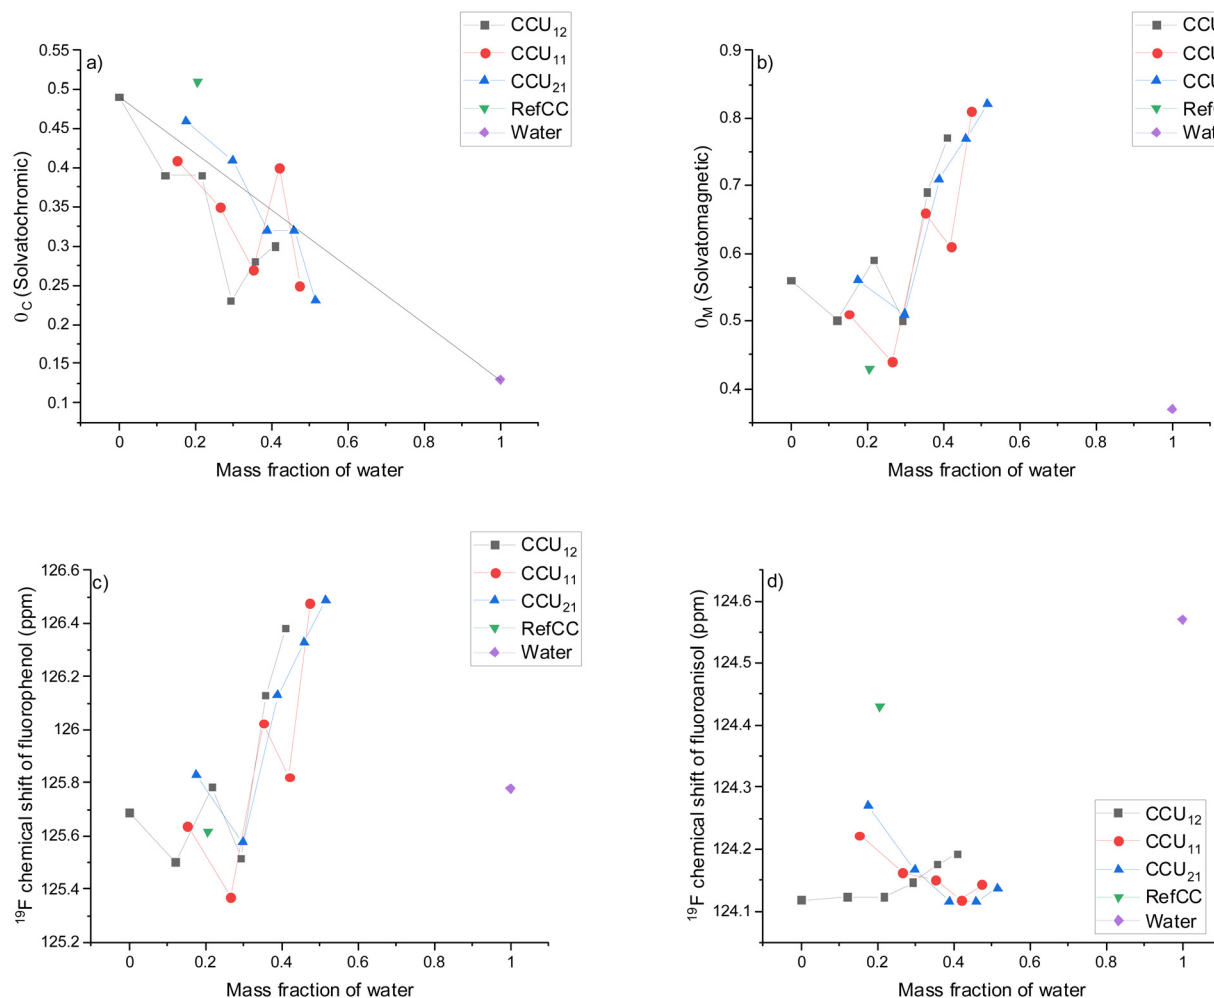 CCU12
CCU11
CCU21
RefCC
Water
a)
0.55
0.5
0.45
0.4
0.35
0.3
0.25
0.2
0.15
0.1
0C (Solvatochromic)
0 0.2 0.4 0.6 0.8 1
Mass fraction of water
CCU
CCU
CCU
Ref
Wat
b)
0.9
0.8
0.7
0.6
0.5
0.4
0M (Solvatomagnetic)
0 0.2 0.4 0.6 0.8 1
Mass fraction of water
CCU12
CCU11
CCU21
RefCC
Water
c)
126.6
126.4
126.2
126
125.8
125.6
125.4
125.2
19F chemical shift of fluorophenol (ppm)
0 0.2 0.4 0.6 0.8 1
Mass fraction of water
d)
124.6
124.5
124.4
124.3
124.2
124.1
19F chemical shift of fluoroanisol (ppm)
CCU12
CCU11
CCU21
RefCC
Water
0 0.2 0.4 0.6 0.8 1
Mass fraction of water